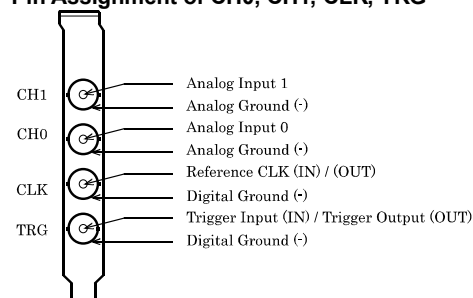 Pin Assignment of CH0, CH1, CLK, TRG
CH1
Analog Input 1
Analog Ground (-)
CH0
Analog Input 0
Analog Ground (-)
CLK
Reference CLK (IN) / (OUT)
Digital Ground (-)
TRG
Trigger Input (IN) / Trigger Output (OUT)
Digital Ground (-)